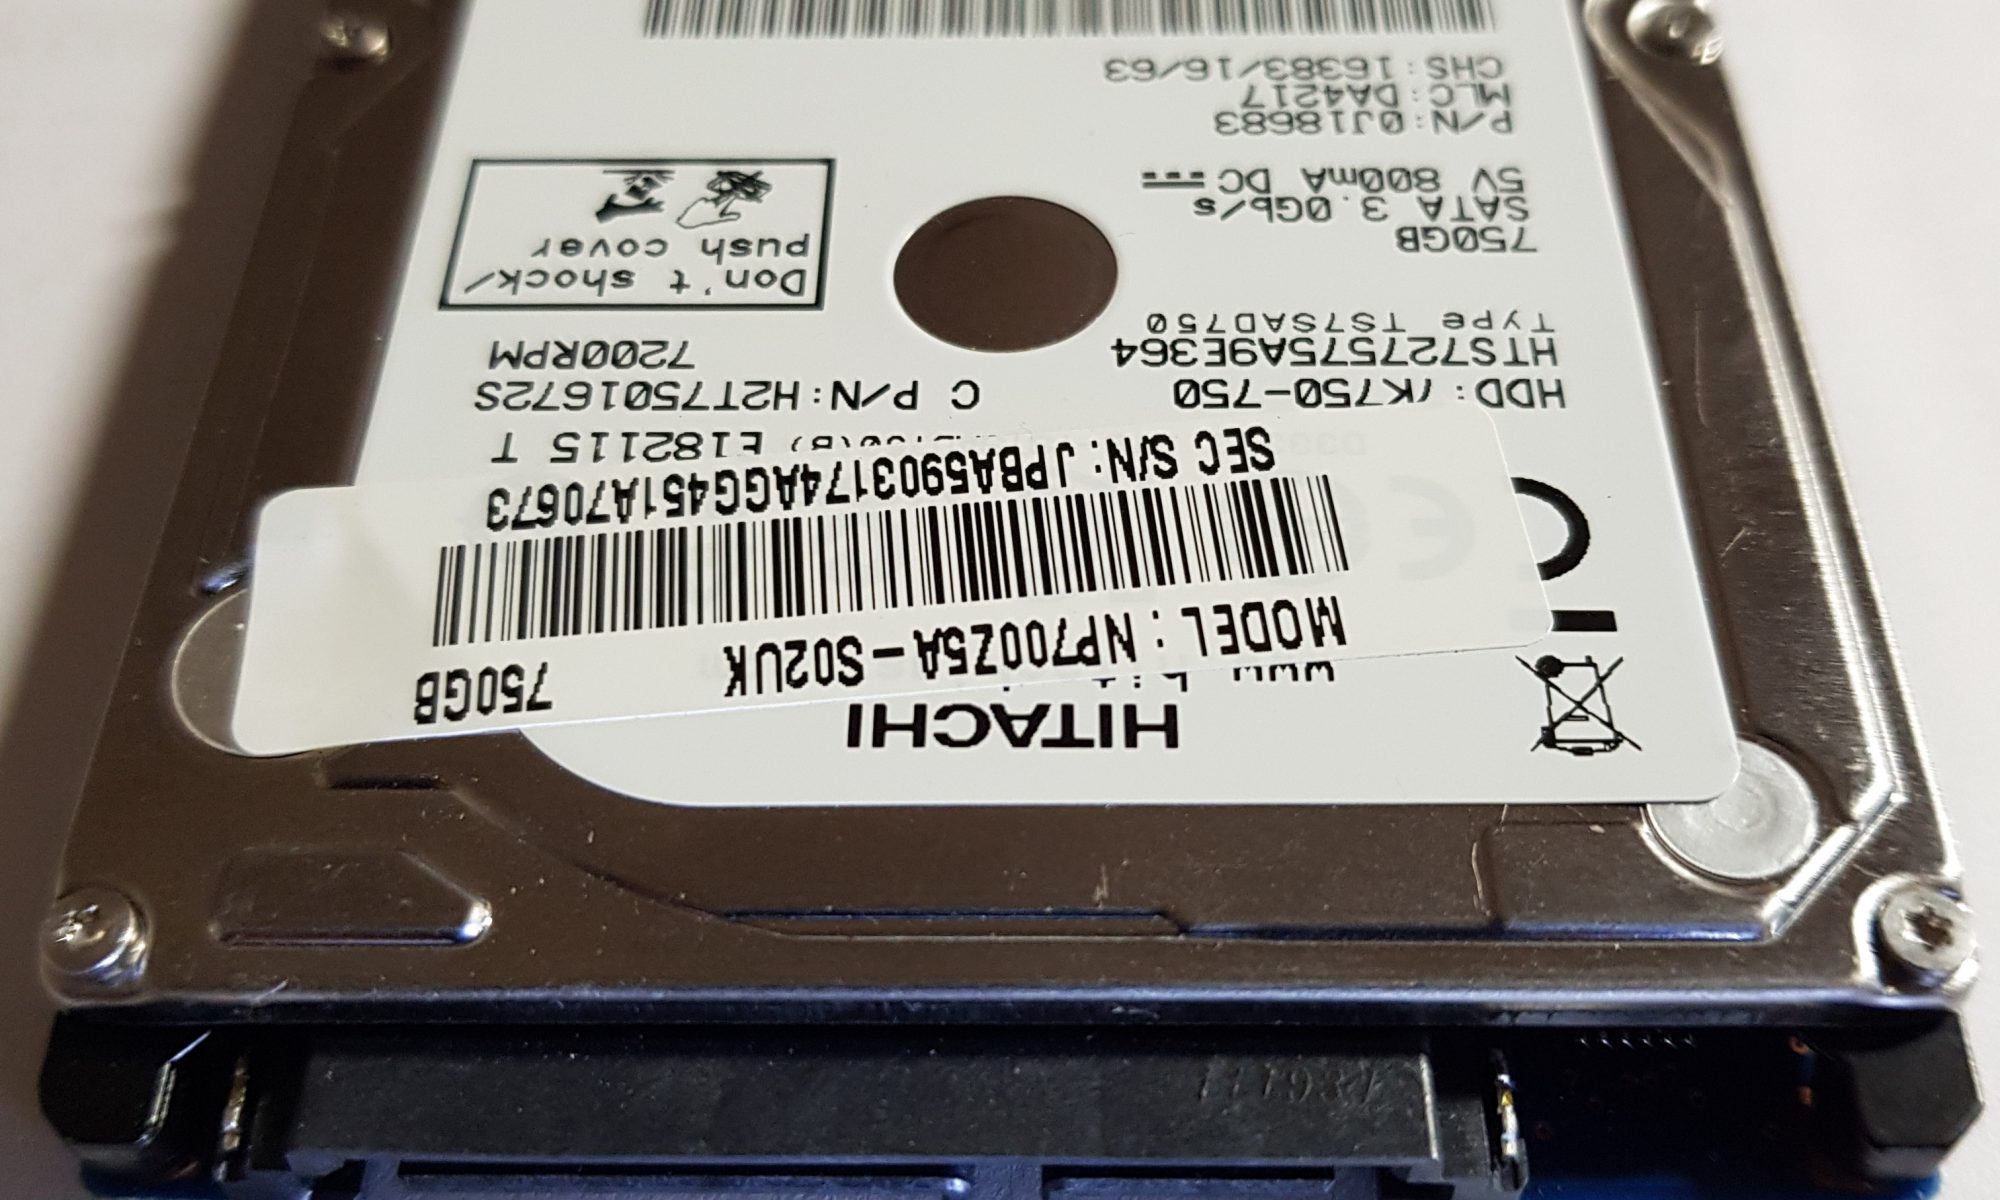 HITACHI
MODEL : NP700Z5A-S02UK 750GB
SEC S/N: JPBA5903174AGG451A70673
E182115 T
HDD: 7K750-750 C P/N:H2T7501672S
HTS727575A9E364 7200RPM
Type TS7SAD750
Don't shock/
push cover
750GB
SATA 3.0Gb/s
5V 800mA DC
P/N:0J18683
MLC:DA4217
CHS:16383/16/63